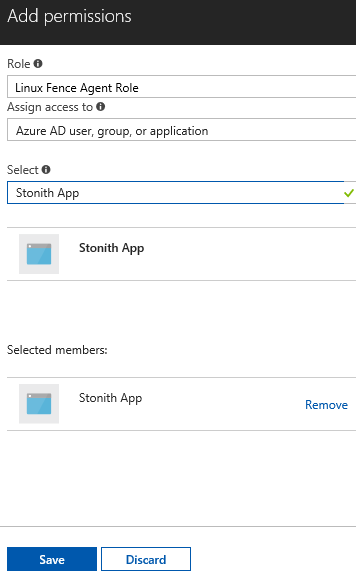 Add permissions
Role
Linux Fence Agent Role
Assign access to
Azure AD user, group, or application
Select
Stonith App
Stonith App
Selected members:
Stonith App
Remove
Save Discard